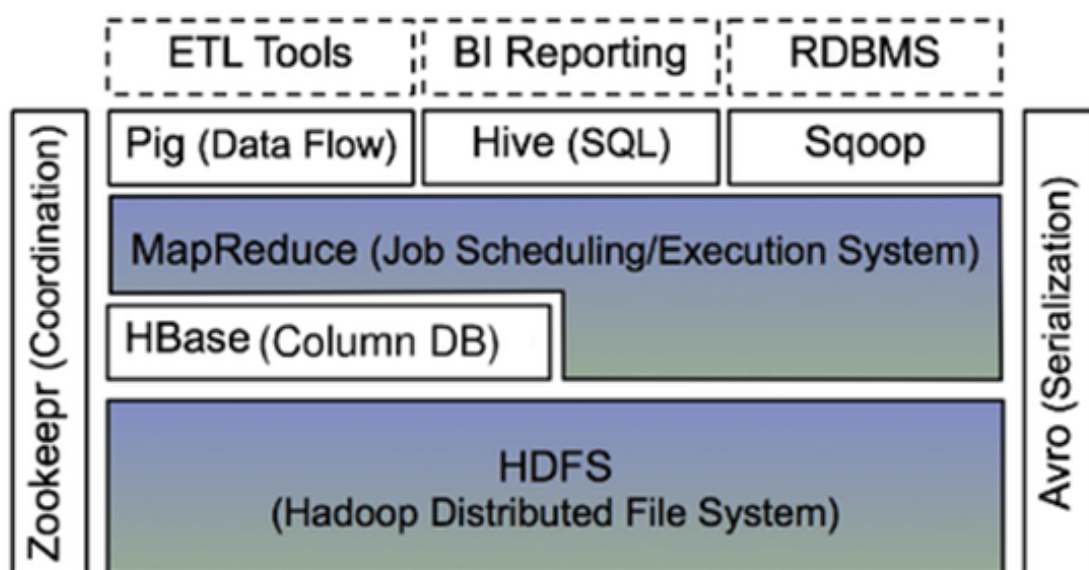 ETL Tools
BI Reporting
RDBMS
Pig (Data Flow)
Hive (SQL)
Sqoop
MapReduce (Job Scheduling/Execution System)
HBase (Column DB)
HDFS
(Hadoop Distributed File System)
Zookeepr (Coordination)
Avro (Serialization)